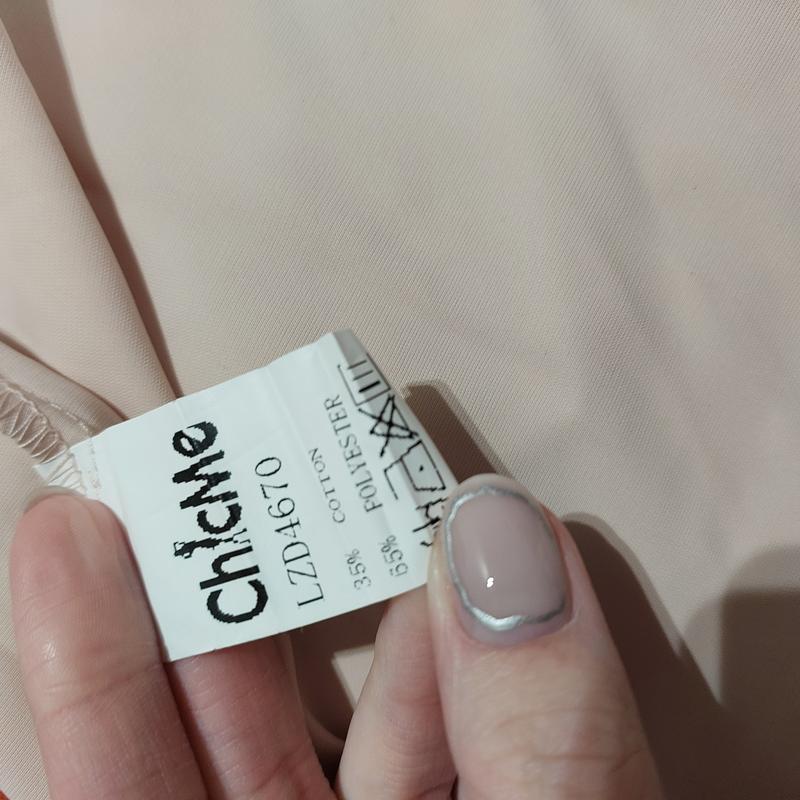 ChicMe
LZD4670
35% COTTON
65% POLYESTER